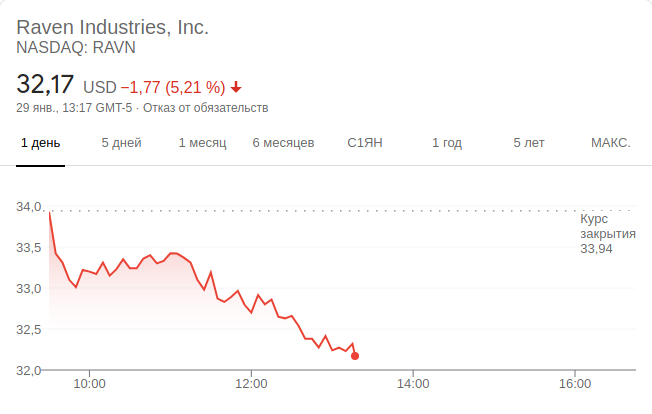 Raven Industries, Inc.
NASDAQ: RAVN
32,17 USD −1,77 (5,21 %)
29 янв., 13:17 GMT-5 · Отказ от обязательств
1 день 5 дней 1 месяц 6 месяцев С1ЯН 1 год 5 лет МАКС.
34,0
Курс
закрытия
33,94
33,5
33,0
32,5
32,0
10:00 12:00 14:00 16:00